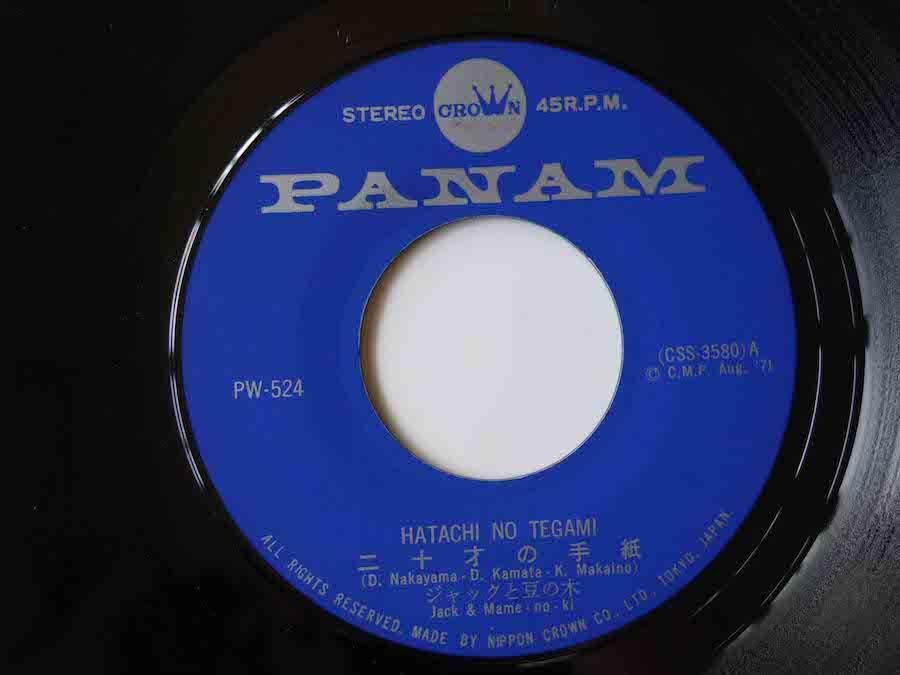 STEREO CROWN 45R.P.M.
PANAM
(CSS-3580)A
Ⓒ C.M.P. Aug. '71
PW-524
HATACHI NO TEGAMI
二十才の手紙
(D. Nakayama - D. Kamata - K. Makaino)
ジャックと豆の木
Jack & Mame - no - ki
ALL RIGHTS RESERVED, MADE BY NIPPON CROWN CO., LTD., TOKYO, JAPAN.